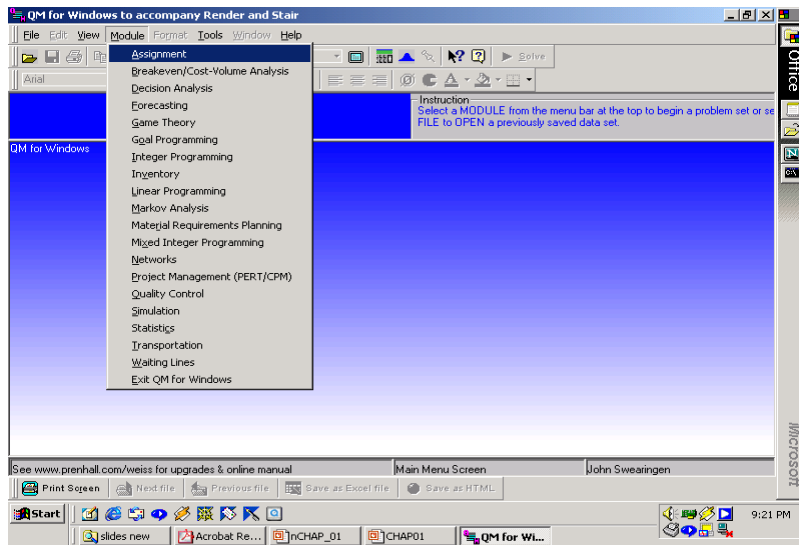 QM for Windows to accompany Render and Stair
File Edit View Module Format Tools Window Help
Solve
Arial
Assignment
Breakeven/Cost-Volume Analysis
Decision Analysis
Forecasting
Game Theory
Goal Programming
Integer Programming
Inventory
Linear Programming
Markov Analysis
Material Requirements Planning
Mixed Integer Programming
Networks
Project Management (PERT/CPM)
Quality Control
Simulation
Statistics
Transportation
Waiting Lines
Exit QM for Windows
Instruction
Select a MODULE from the menu bar at the top to begin a problem set or se
FILE to OPEN a previously saved data set.
QM for Windows
Office
Microsoft
See www.prenhall.com/weiss for upgrades & online manual Main Menu Screen John Swearingen
Print Screen Next file Previous file Save as Excel file Save as HTML
Start 9:21 PM
slides new Acrobat Re... nCHAP_01 CHAP01 QM for Wi...